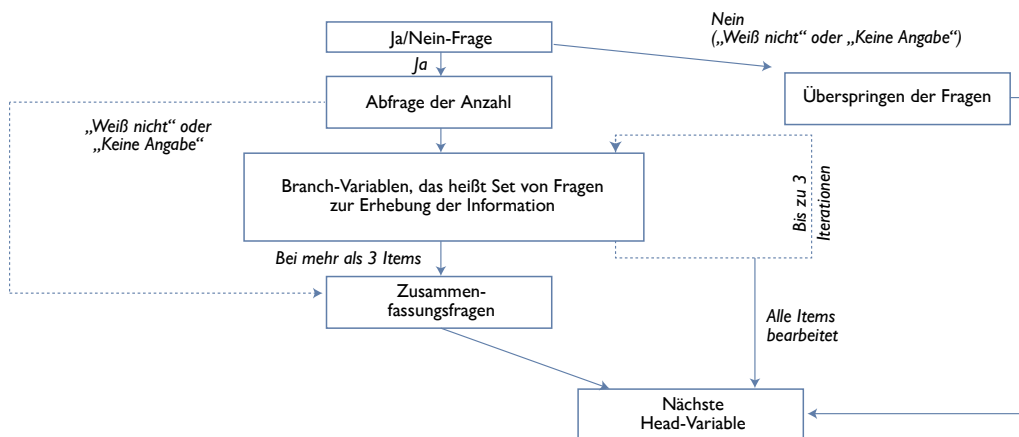 Ja/Nein-Frage
Nein
(„Weiß nicht“ oder „Keine Angabe“)
Ja
Abfrage der Anzahl
Überspringen der Fragen
„Weiß nicht“ oder
„Keine Angabe“
Branch-Variablen, das heißt Set von Fragen
zur Erhebung der Information
Bis zu 3
Iterationen
Bei mehr als 3 Items
Zusammen-
fassungsfragen
Alle Items
bearbeitet
Nächste
Head-Variable